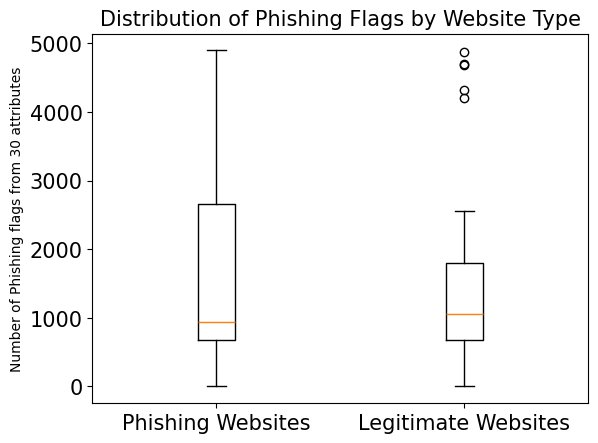 Distribution of Phishing Flags by Website Type
Number of Phishing flags from 30 attributes
5000
4000
3000
2000
1000
0
Phishing Websites
Legitimate Websites